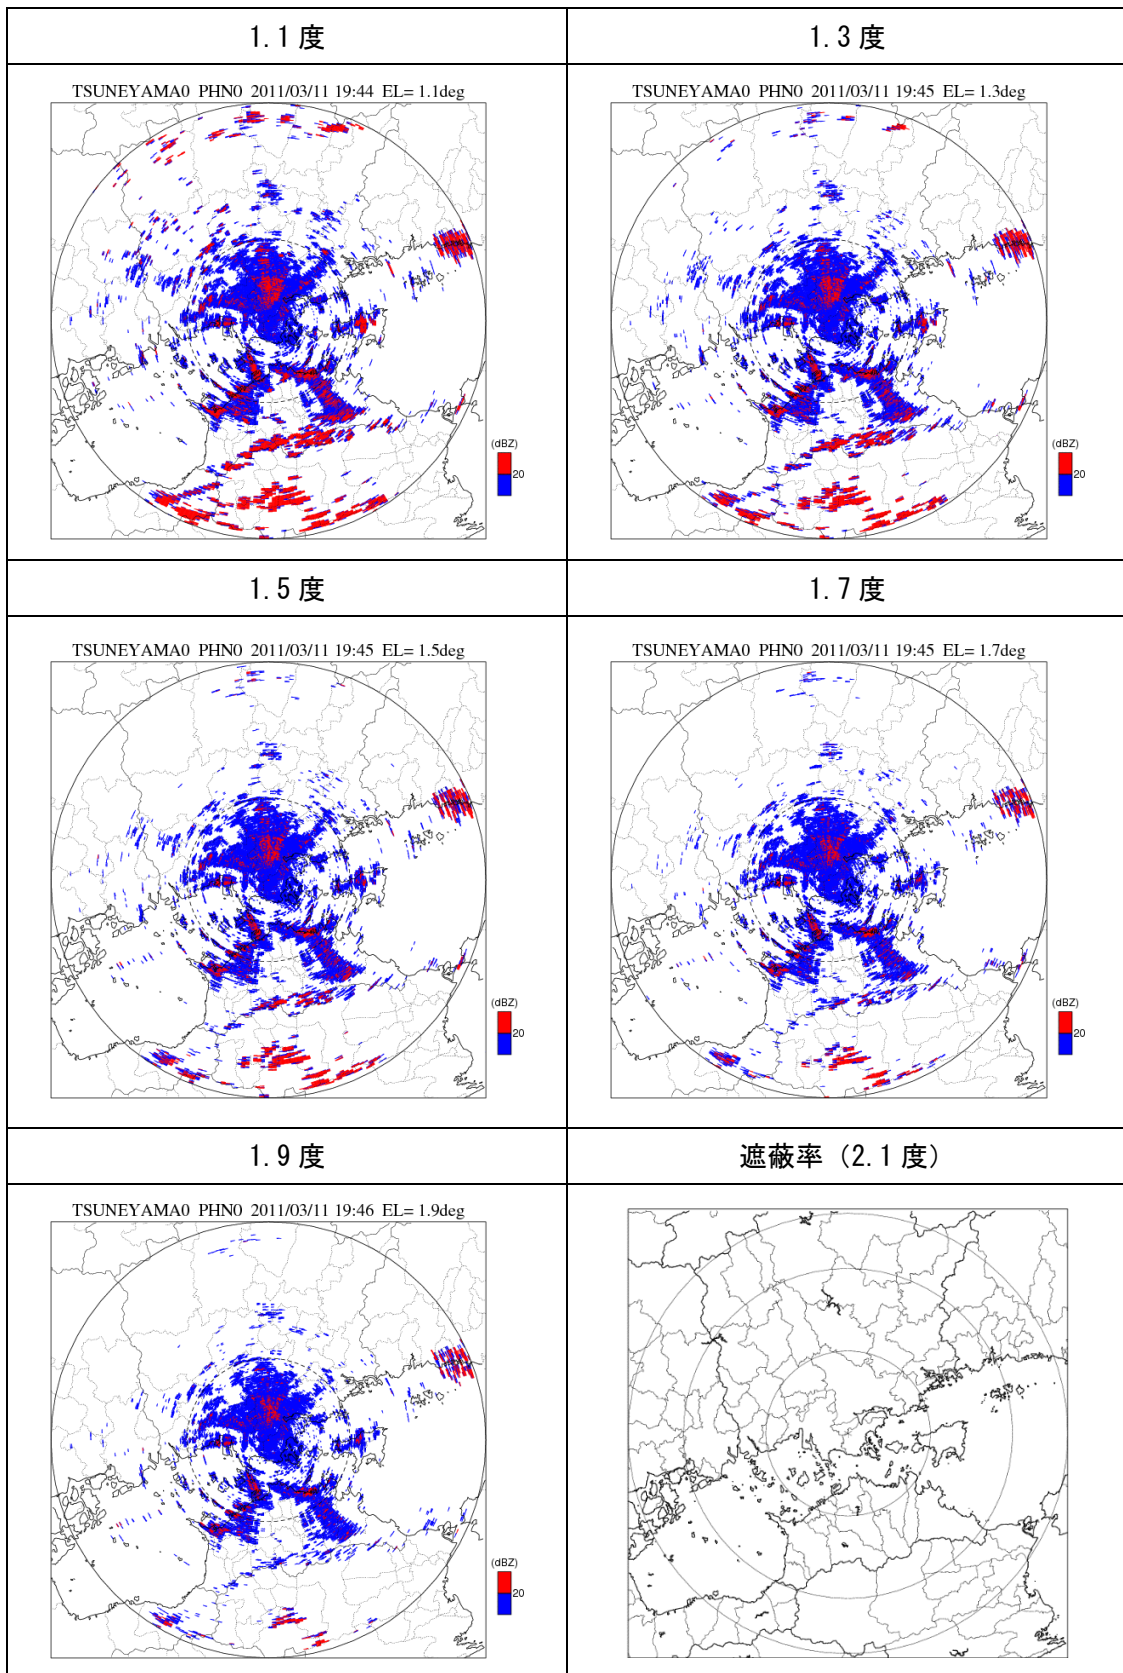 1.1度
1.3度
TSUNEYAMA0 PHN0 2011/03/11 19:44 EL= 1.1deg
TSUNEYAMA0 PHN0 2011/03/11 19:45 EL= 1.3deg
(dBZ)
20
(dBZ)
20
1.5度
1.7度
TSUNEYAMA0 PHN0 2011/03/11 19:45 EL= 1.5deg
TSUNEYAMA0 PHN0 2011/03/11 19:45 EL= 1.7deg
(dBZ)
20
(dBZ)
20
1.9度
遮蔽率（2.1度）
TSUNEYAMA0 PHN0 2011/03/11 19:46 EL= 1.9deg
(dBZ)
20